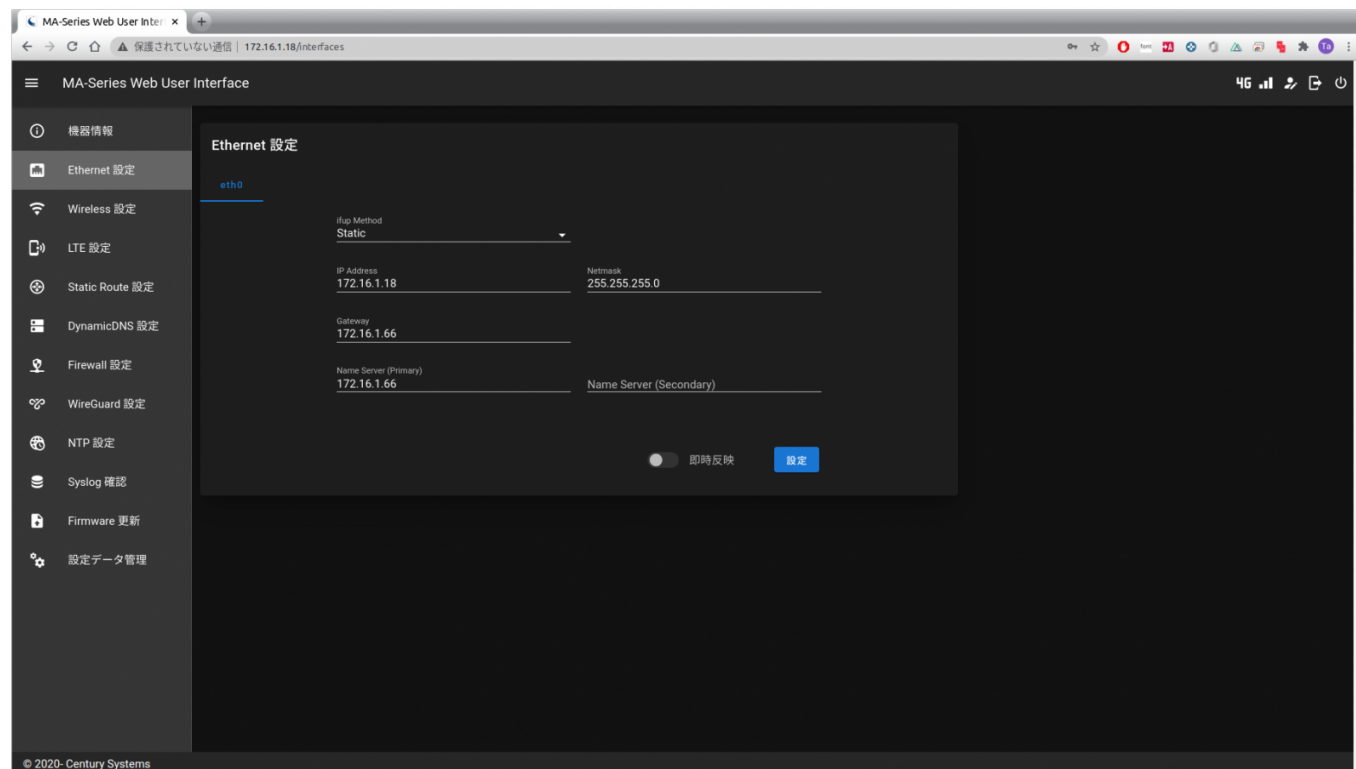 MA-Series Web User Inter
保護されていない通信 | 172.16.1.18/interfaces
MA-Series Web User Interface
4G
機器情報
Ethernet 設定
Wireless 設定
LTE 設定
Static Route 設定
DynamicDNS 設定
Firewall 設定
WireGuard 設定
NTP 設定
Syslog 確認
Firmware 更新
設定データ管理
Ethernet 設定
eth0
ifup Method
Static
IP Address
172.16.1.18
Netmask
255.255.255.0
Gateway
172.16.1.66
Name Server (Primary)
172.16.1.66
Name Server (Secondary)
即時反映
設定
© 2020- Century Systems